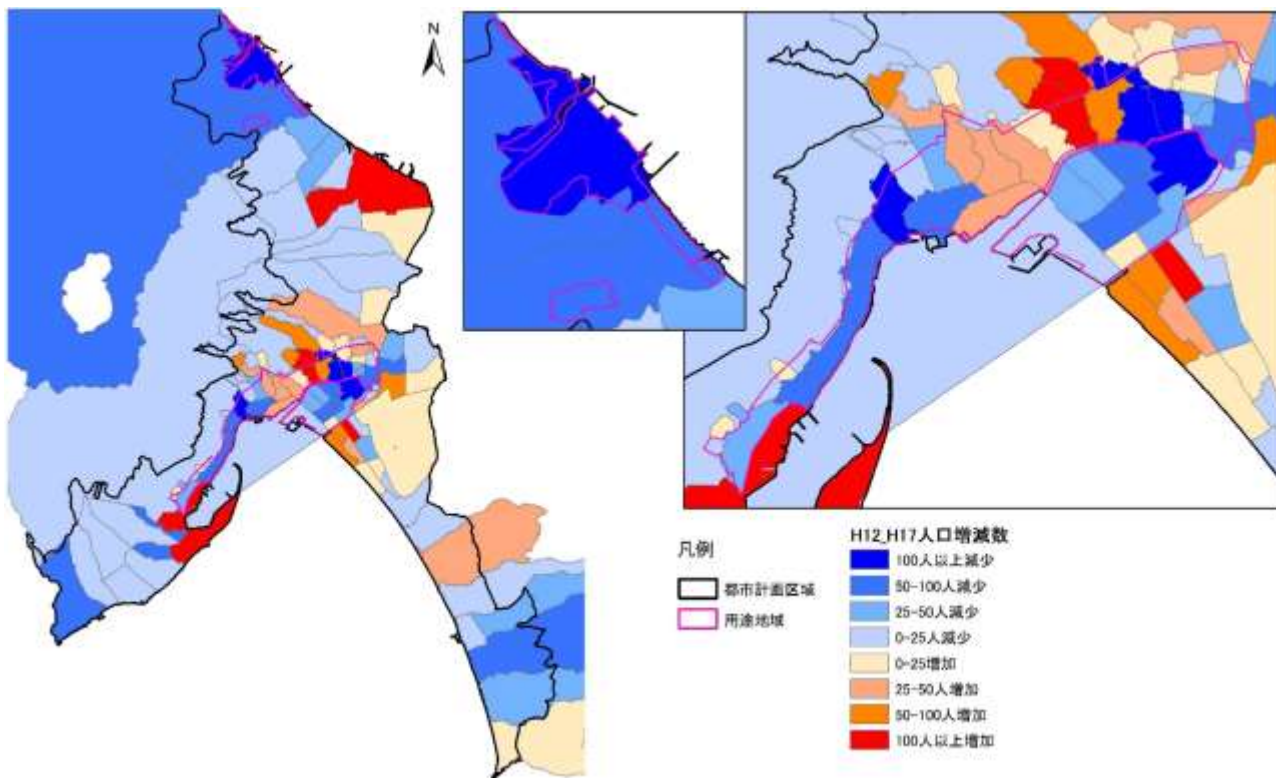 N
凡例
都市計画区域
用途地域
H12_H17人口増減数
100人以上減少
50-100人減少
25-50人減少
0-25人減少
0-25増加
25-50人増加
50-100人増加
100人以上増加